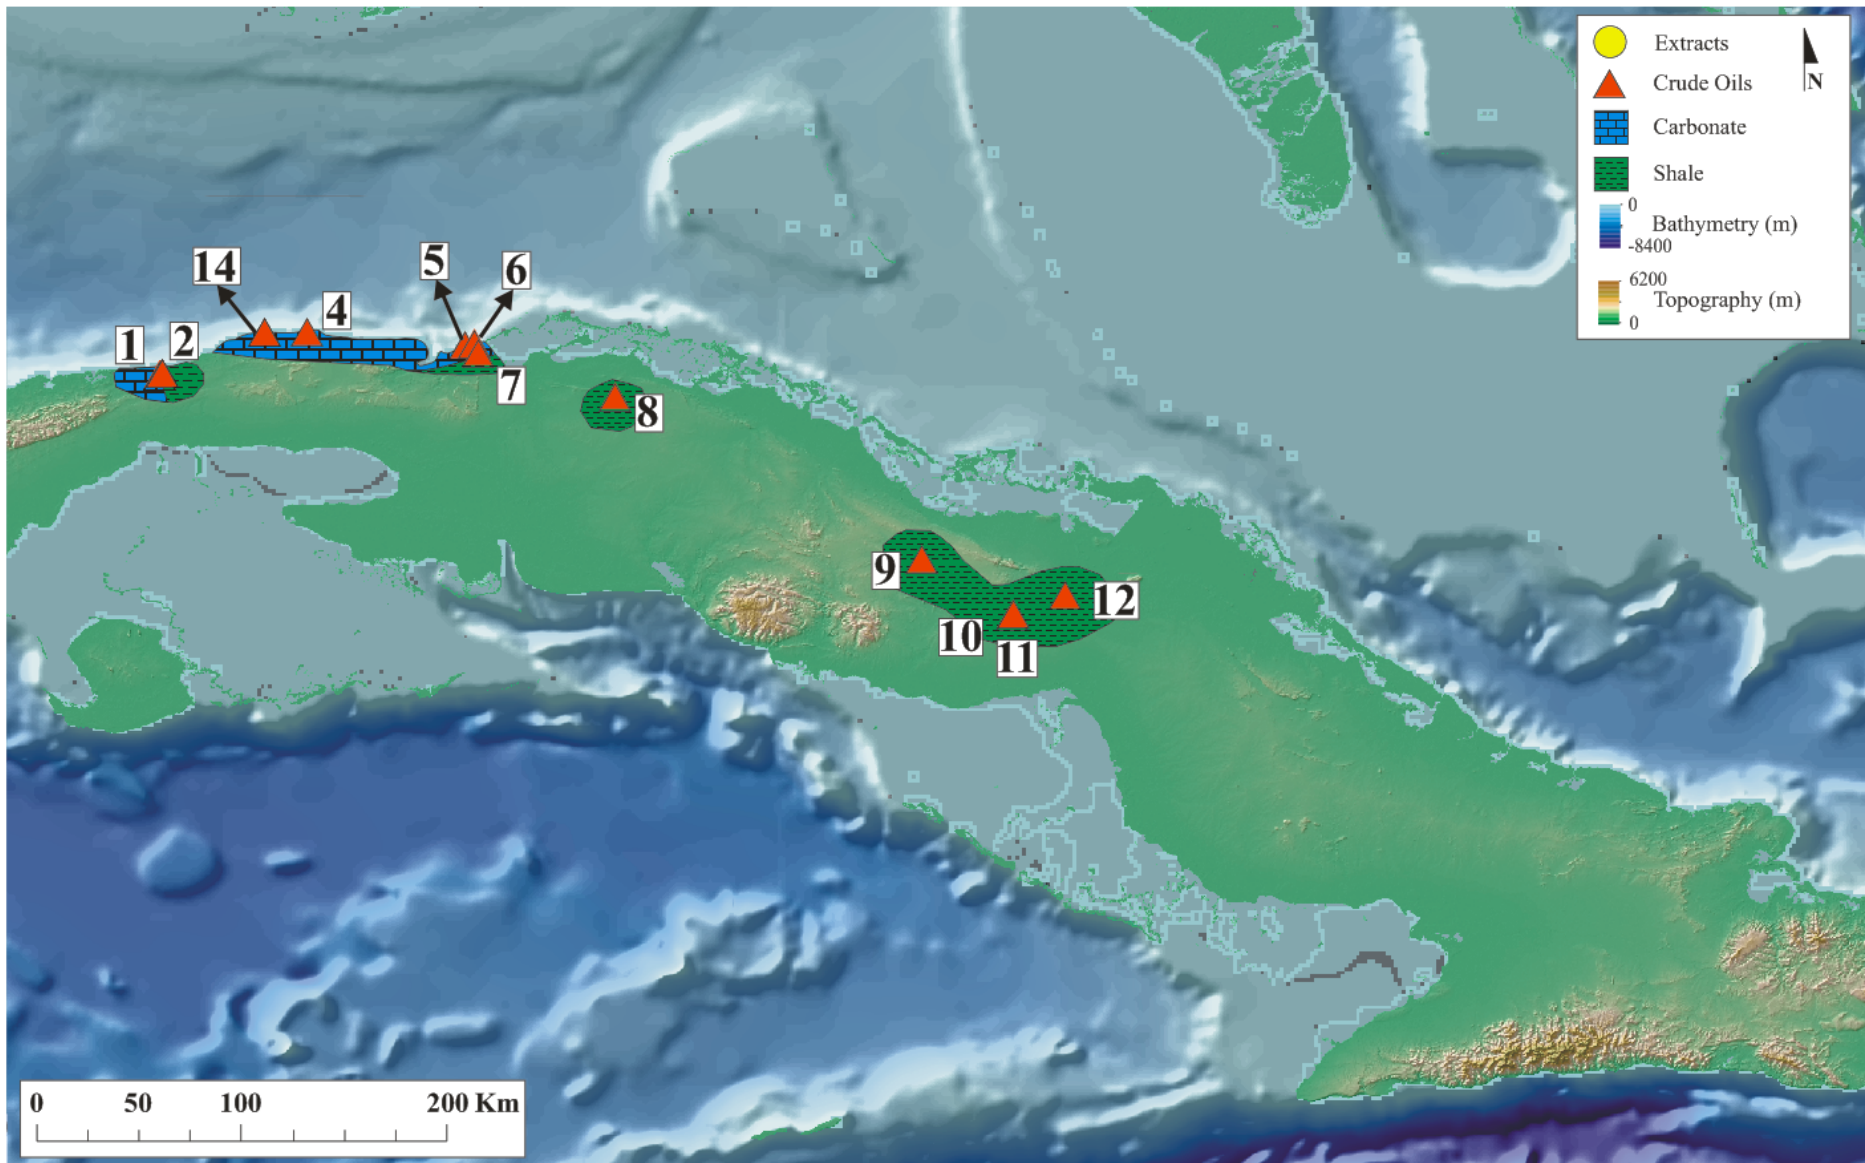 Extracts
Crude Oils
N
Carbonate
Shale
0
Bathymetry (m)
-8400
6200
Topography (m)
0
14
5
6
4
1
2
7
8
9
12
10
11
0 50 100 200 Km